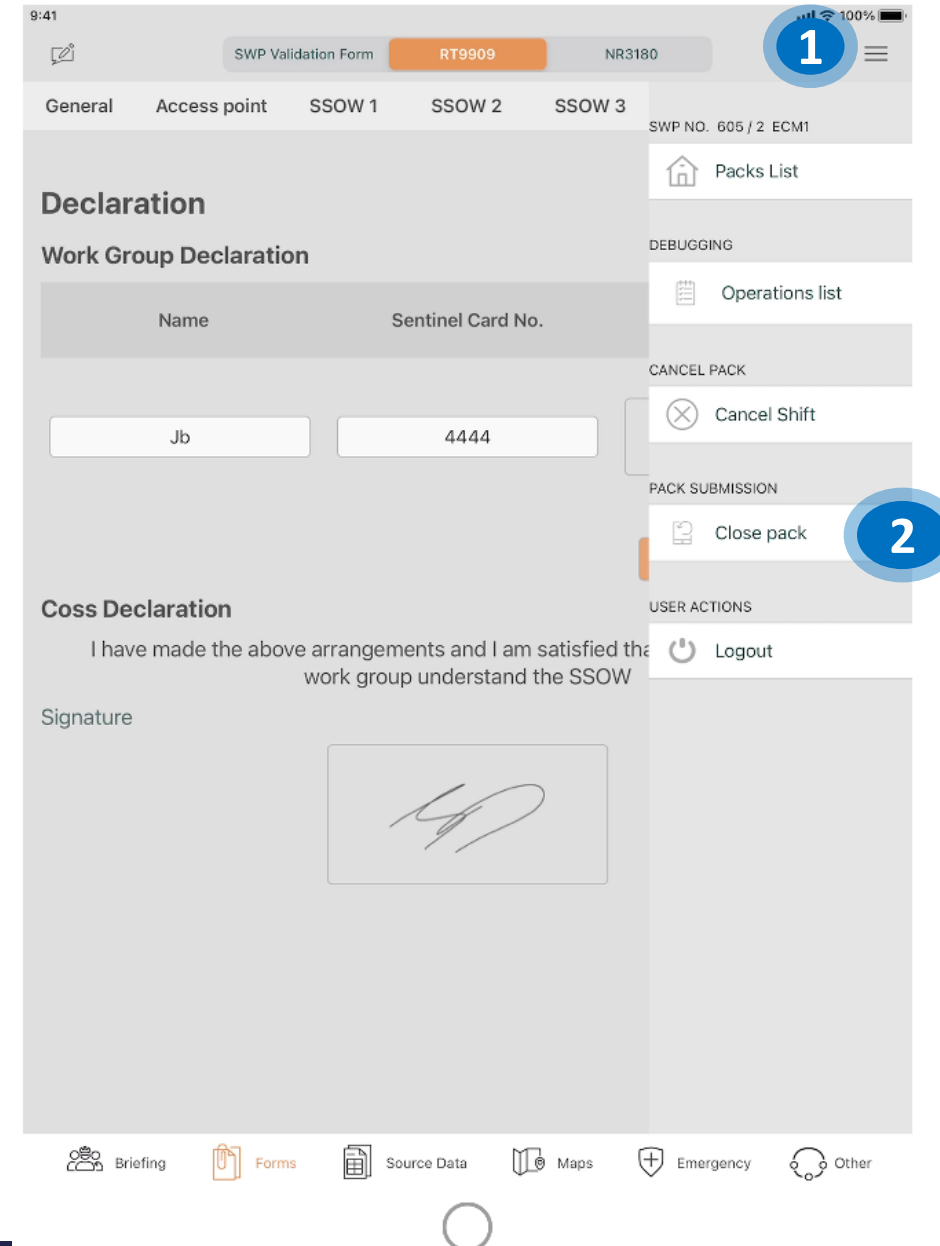 9:41
100%
1
SWP Validation Form RT9909 NR3180
General Access point SSOW 1 SSOW 2 SSOW 3
SWP NO. 605 / 2 ECM1
Packs List
Declaration
Work Group Declaration
DEBUGGING
Operations list
Name Sentinel Card No.
CANCEL PACK
Cancel Shift
Jb 4444
PACK SUBMISSION
Close pack
2
Coss Declaration
USER ACTIONS
I have made the above arrangements and I am satisfied tha
work group understand the SSOW
Logout
Signature
Briefing Forms Source Data Maps Emergency Other